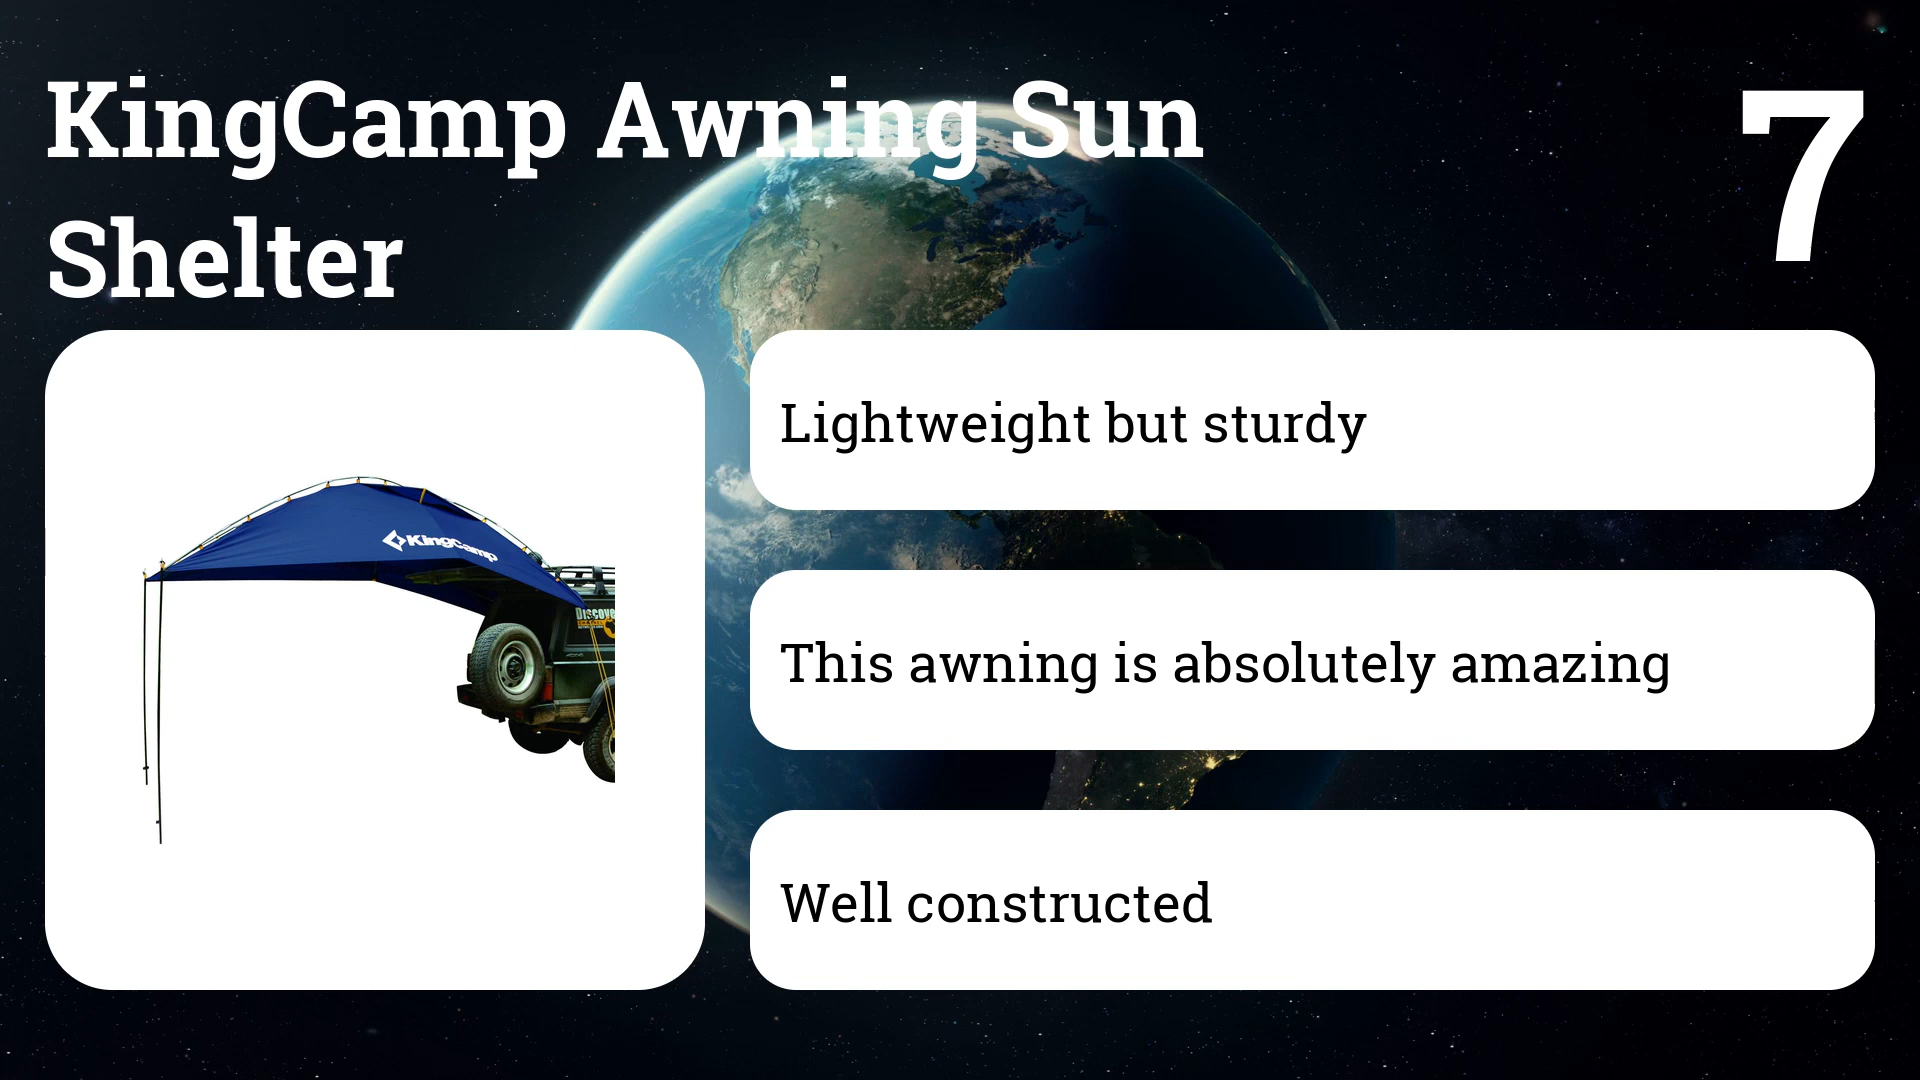 KingCamp Awning Sun
Shelter
7
KingCamp
Lightweight but sturdy
This awning is absolutely amazing
Well constructed